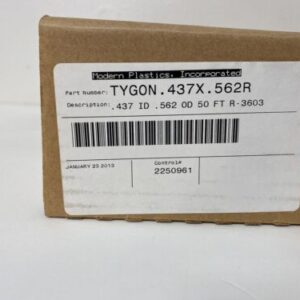 Modern Plastics, Incorporated
Part Number: TYGON.437X.562R
Description: .437 ID .562 OD 50 FT R-3603
JANUARY 23 2013
Control#
2250961